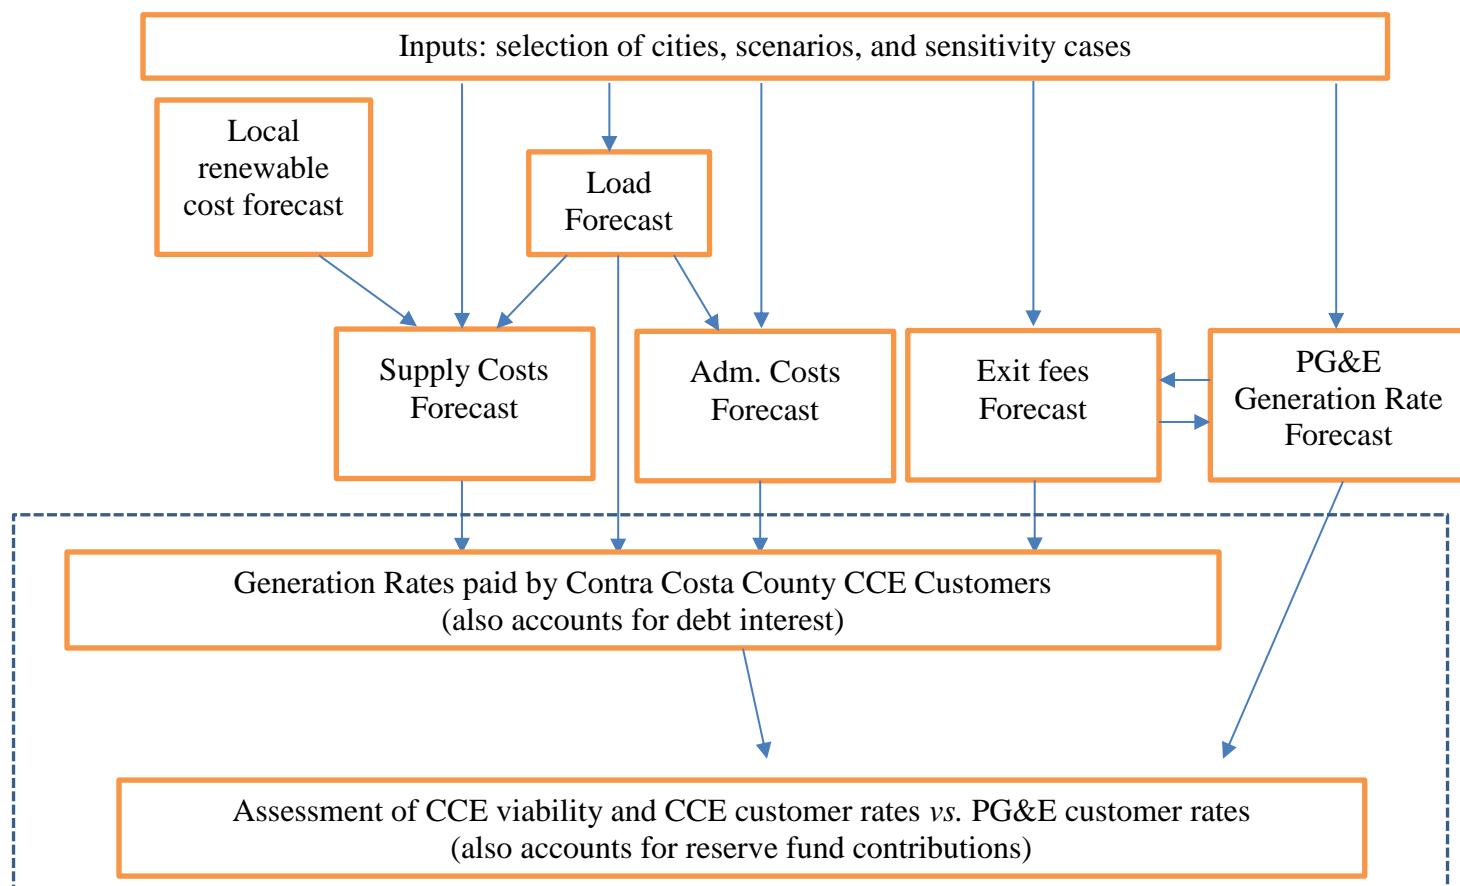 Inputs: selection of cities, scenarios, and sensitivity cases
Local
renewable
cost forecast
Load
Forecast
Supply Costs
Forecast
Adm. Costs
Forecast
Exit fees
Forecast
PG&E
Generation Rate
Forecast
Generation Rates paid by Contra Costa County CCE Customers
(also accounts for debt interest)
Assessment of CCE viability and CCE customer rates vs. PG&E customer rates
(also accounts for reserve fund contributions)